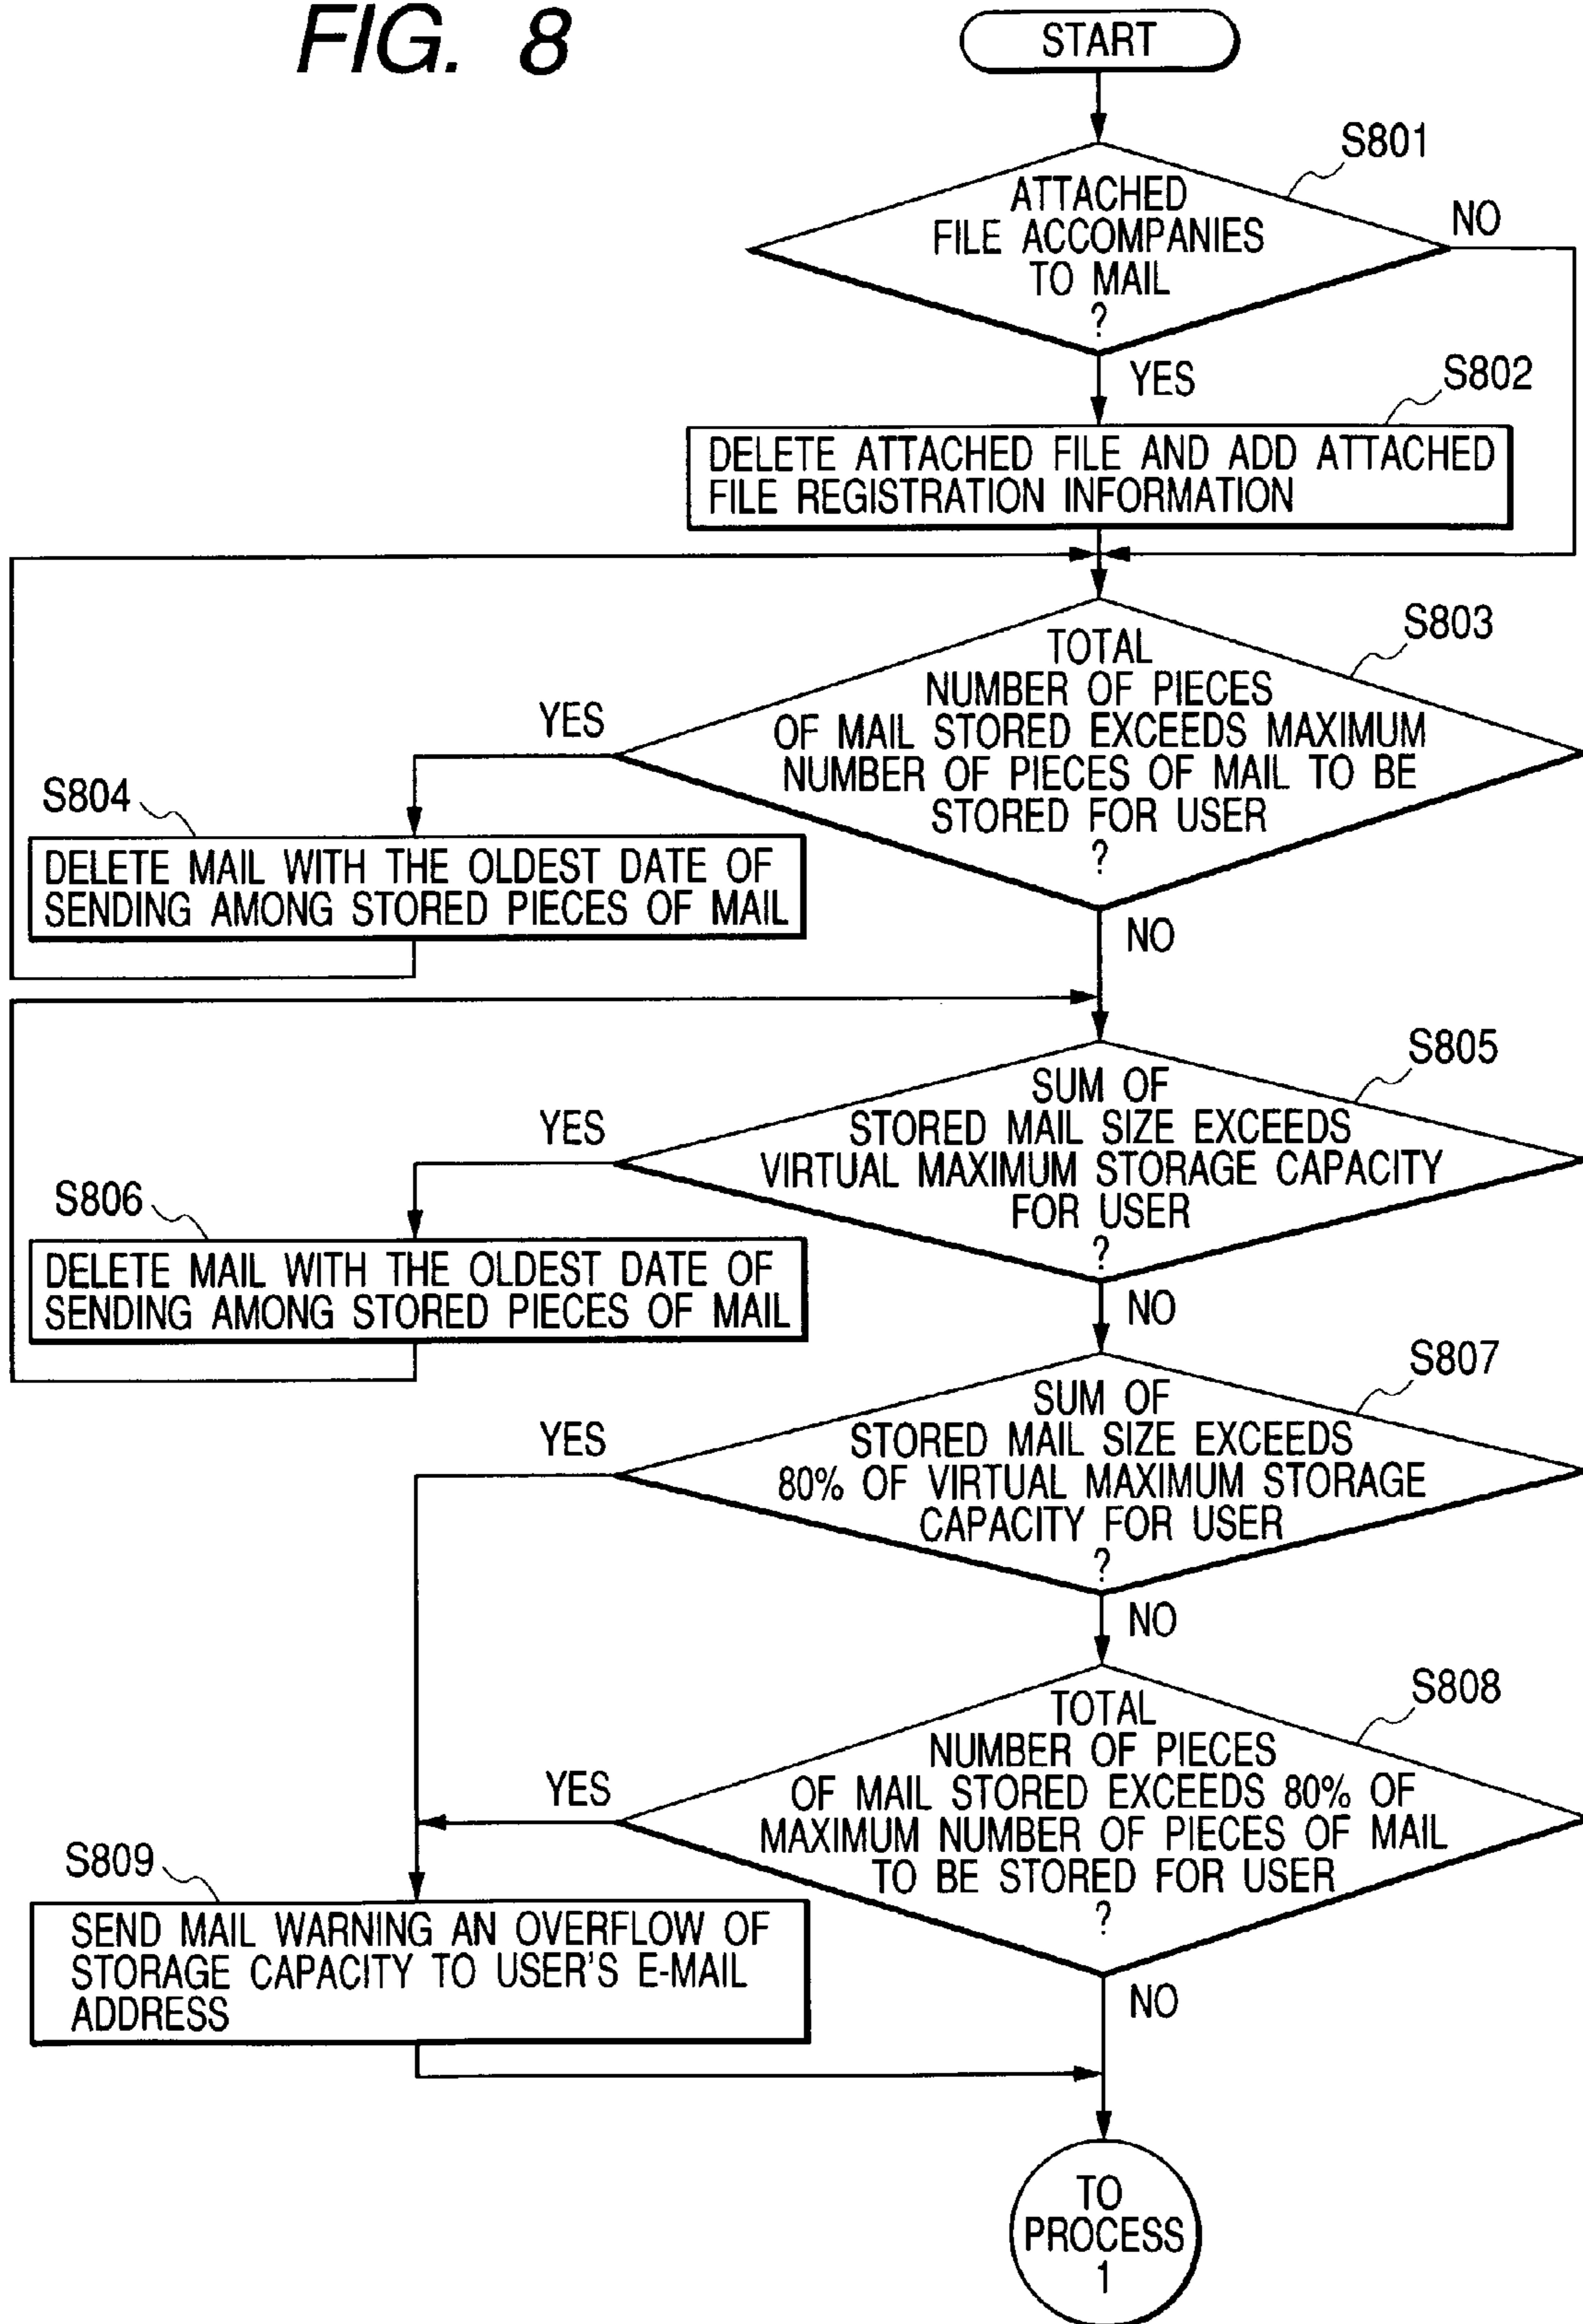 FIG. 8
START
S801
ATTACHED
FILE ACCOMPANIES
TO MAIL
?
NO
YES
S802
DELETE ATTACHED FILE AND ADD ATTACHED
FILE REGISTRATION INFORMATION
S803
TOTAL
NUMBER OF PIECES
OF MAIL STORED EXCEEDS MAXIMUM
NUMBER OF PIECES OF MAIL TO BE
STORED FOR USER
?
YES
S804
DELETE MAIL WITH THE OLDEST DATE OF
SENDING AMONG STORED PIECES OF MAIL
NO
S805
SUM OF
STORED MAIL SIZE EXCEEDS
VIRTUAL MAXIMUM STORAGE CAPACITY
FOR USER
?
YES
S806
DELETE MAIL WITH THE OLDEST DATE OF
SENDING AMONG STORED PIECES OF MAIL
NO
S807
SUM OF
STORED MAIL SIZE EXCEEDS
80% OF VIRTUAL MAXIMUM STORAGE
CAPACITY FOR USER
?
YES
NO
S808
TOTAL
NUMBER OF PIECES
OF MAIL STORED EXCEEDS 80% OF
MAXIMUM NUMBER OF PIECES OF MAIL
TO BE STORED FOR USER
?
YES
S809
SEND MAIL WARNING AN OVERFLOW OF
STORAGE CAPACITY TO USER'S E-MAIL
ADDRESS
NO
TO
PROCESS
1